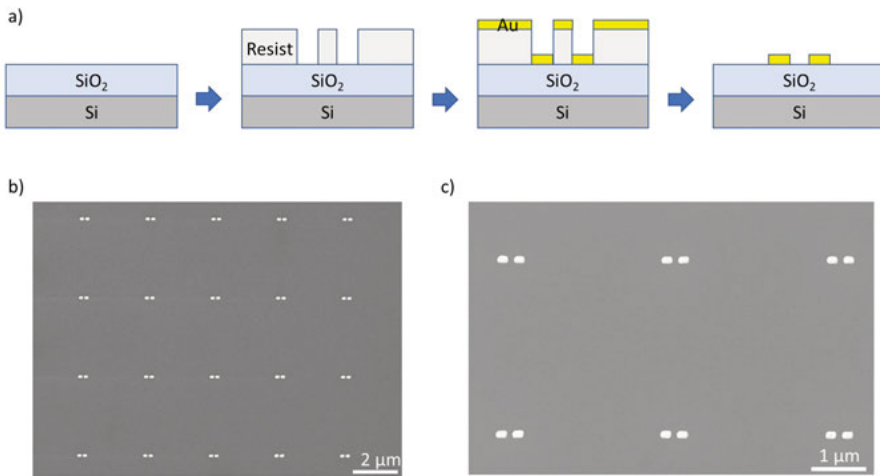 a)
Resist
Au
SiO₂
Si
SiO₂
Si
SiO₂
Si
SiO₂
Si
b)
2 μm
c)
1 μm